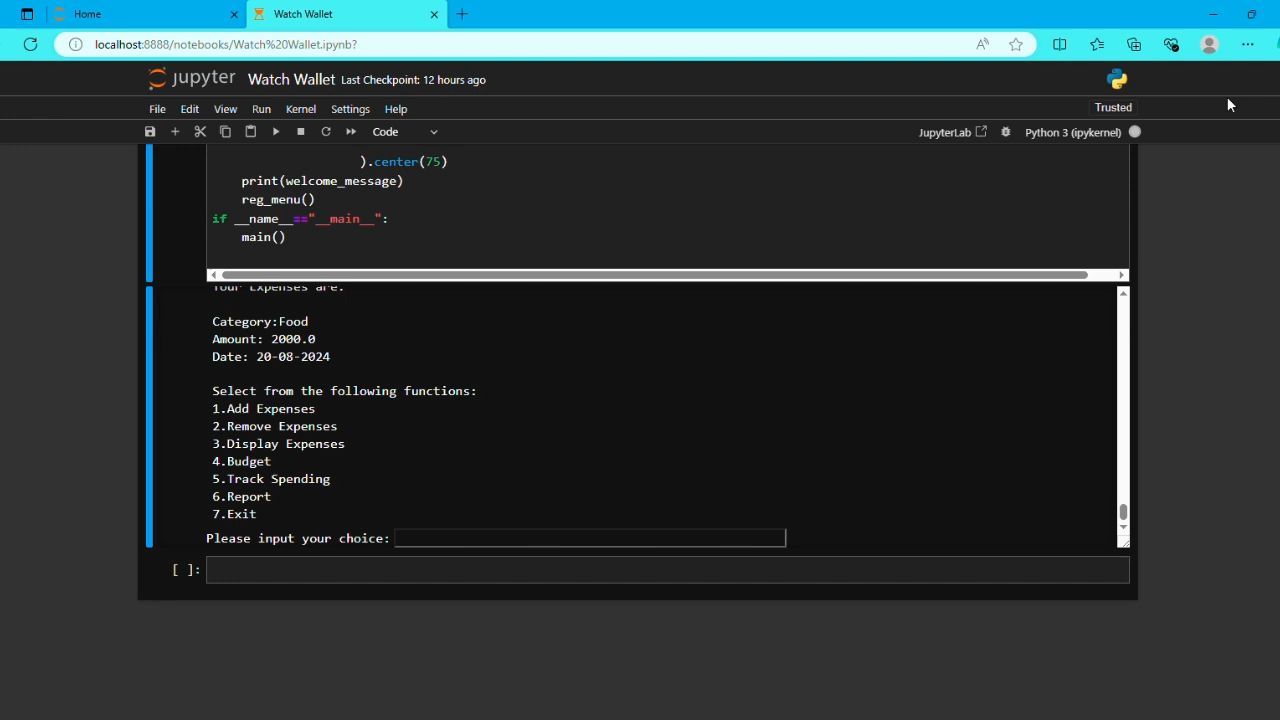 Home
Watch Wallet
localhost:8888/notebooks/Watch%20Wallet.ipynb?
jupyter Watch Wallet Last Checkpoint: 12 hours ago
File Edit View Run Kernel Settings Help
Trusted
Code
JupyterLab
Python 3 (ipykernel)
).center(75)
print(welcome_message)
reg_menu()
if __name__=="__main__":
main()
Your Expenses are:
Category:Food
Amount: 2000.0
Date: 20-08-2024
Select from the following functions:
1.Add Expenses
2.Remove Expenses
3.Display Expenses
4.Budget
5.Track Spending
6.Report
7.Exit
Please input your choice:
[ ]: